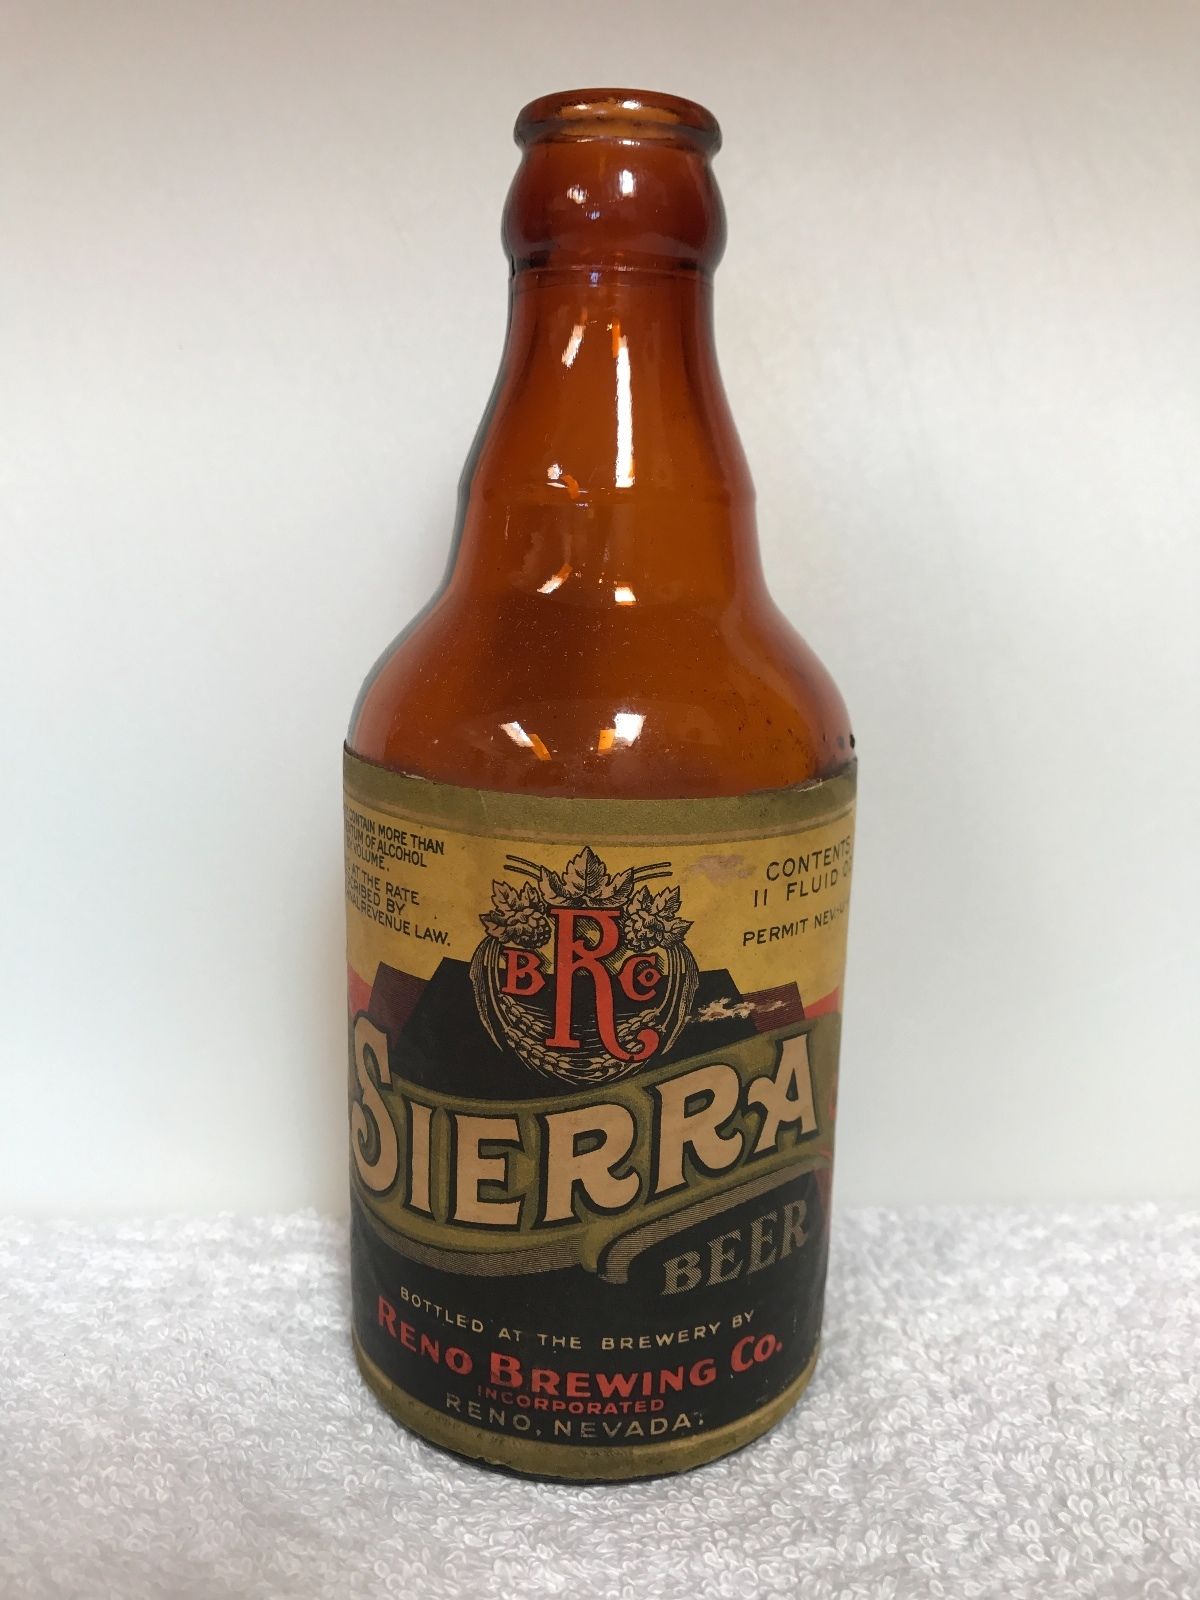 CONTAIN MORE THAN
OF ALCOHOL
VOLUME.
AT THE RATE
BY
REVENUE LAW.
CONTENTS
11 FLUID
PERMIT
B R Co
SIERRA
BEER
BOTTLED AT THE BREWERY BY
RENO BREWING Co.
INCORPORATED
RENO, NEVADA.